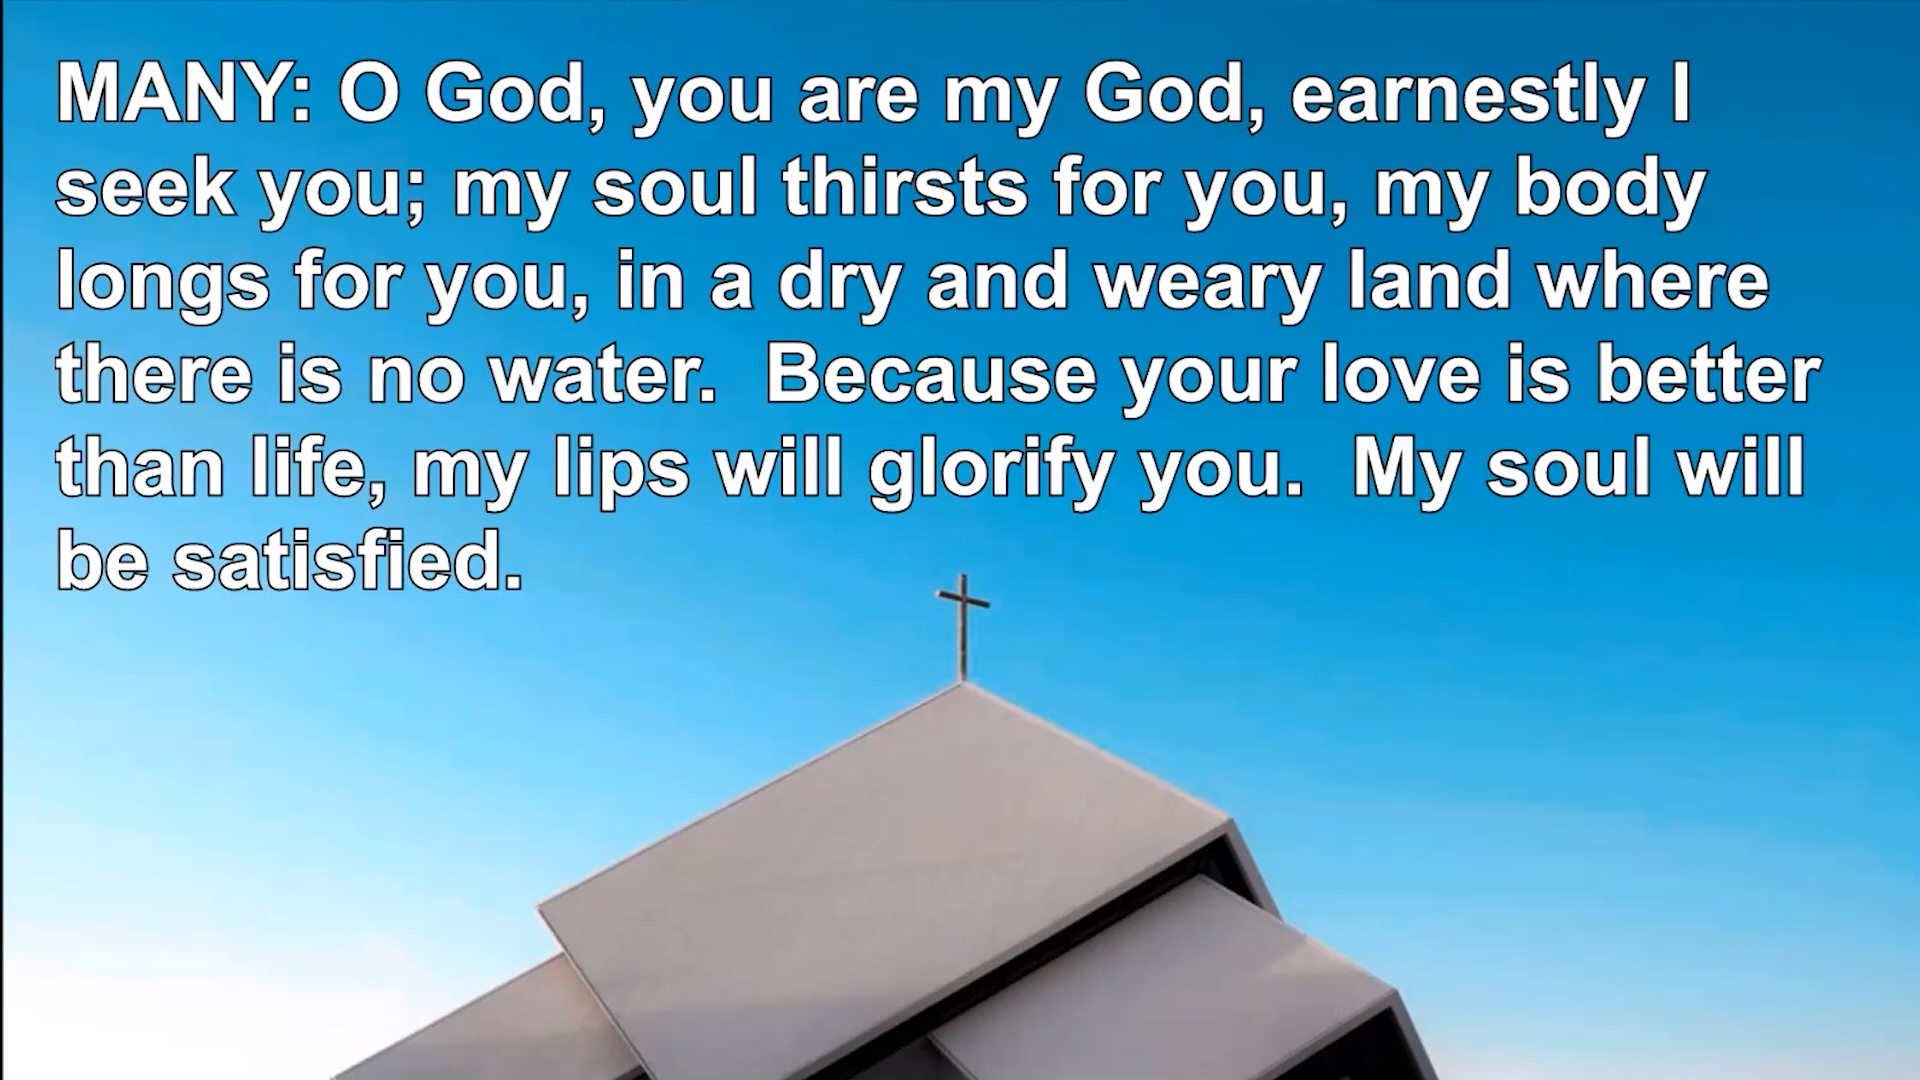 MANY: O God, you are my God, earnestly I
seek you; my soul thirsts for you, my body
longs for you, in a dry and weary land where
there is no water.  Because your love is better
than life, my lips will glorify you.  My soul will
be satisfied.